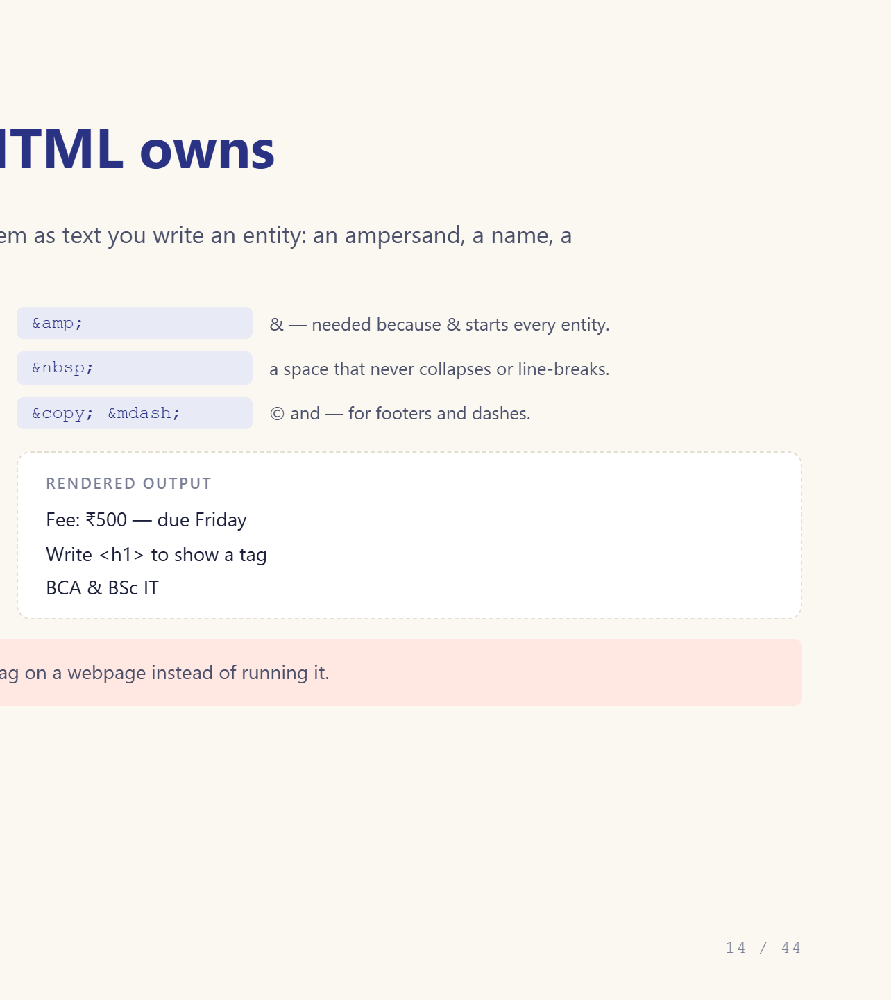 HTML owns
em as text you write an entity: an ampersand, a name, a
&amp; & — needed because & starts every entity.
&nbsp; a space that never collapses or line-breaks.
&copy; &mdash; © and — for footers and dashes.
RENDERED OUTPUT
Fee: ₹500 — due Friday
Write <h1> to show a tag
BCA & BSc IT
ag on a webpage instead of running it.
14 / 44